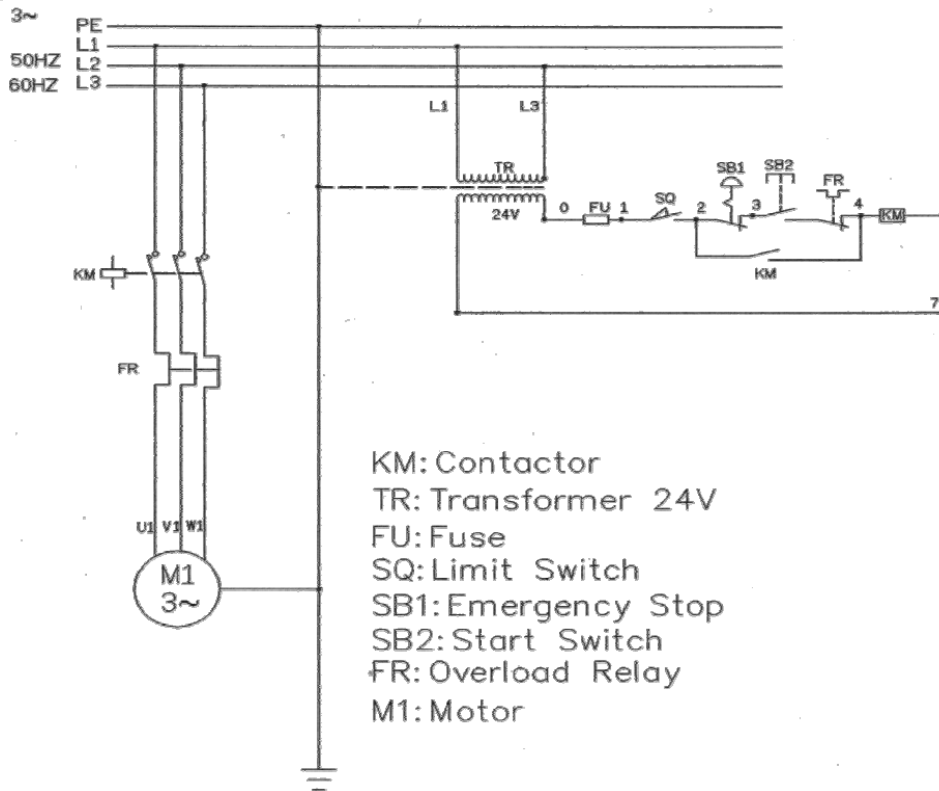 3~
PE
L1
50HZ L2
60HZ L3
L1 L3
TR
24V
0 FU 1 SQ 2 SB1 3 SB2 FR 4 KM
KM
7
KM
FR
U1 V1 W1
M1
3~
KM: Contactor
TR: Transformer 24V
FU: Fuse
SQ: Limit Switch
SB1: Emergency Stop
SB2: Start Switch
FR: Overload Relay
M1: Motor